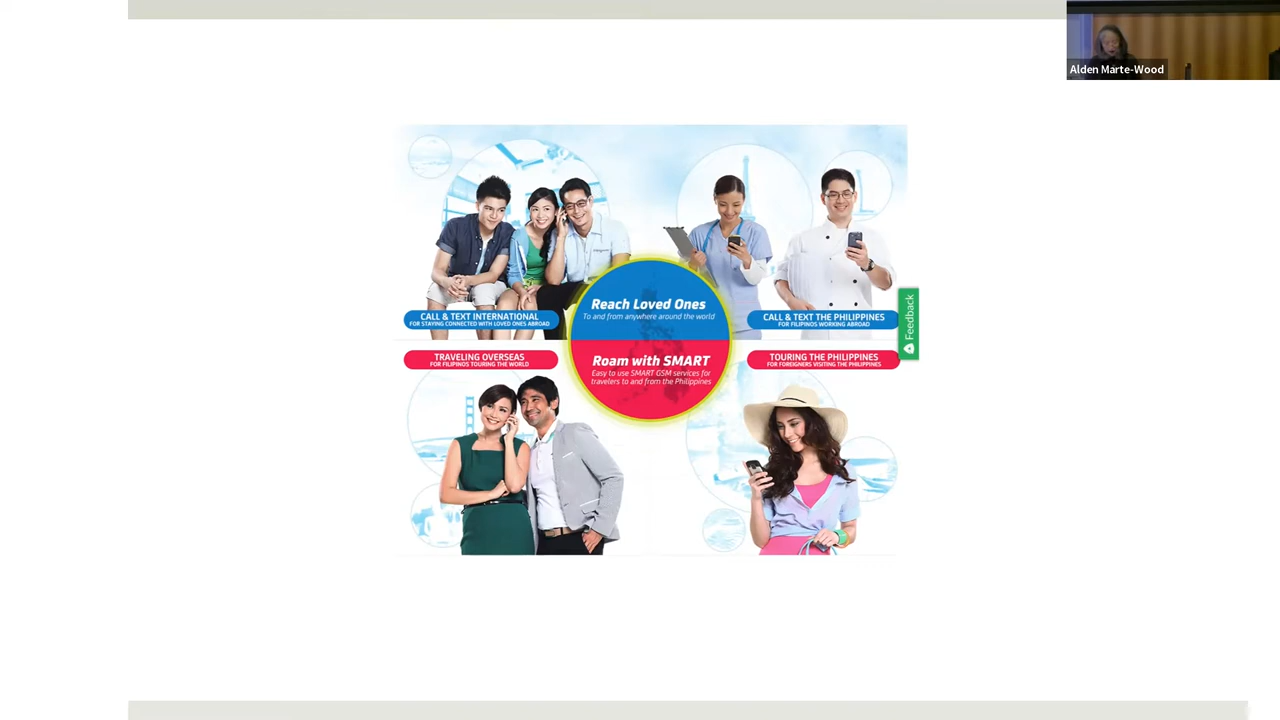 Alden Marte-Wood
Reach Loved Ones
To and from anywhere around the world
CALL & TEXT INTERNATIONAL
FOR STAYING CONNECTED WITH LOVED ONES ABROAD
CALL & TEXT THE PHILIPPINES
FOR FILIPINOS WORKING ABROAD
Feedback
TRAVELING OVERSEAS
FOR FILIPINOS TOURING THE WORLD
Roam with SMART
Easy to use SMART GSM services for
travelers to and from the Philippines
TOURING THE PHILIPPINES
FOR FOREIGNERS VISITING THE PHILIPPINES